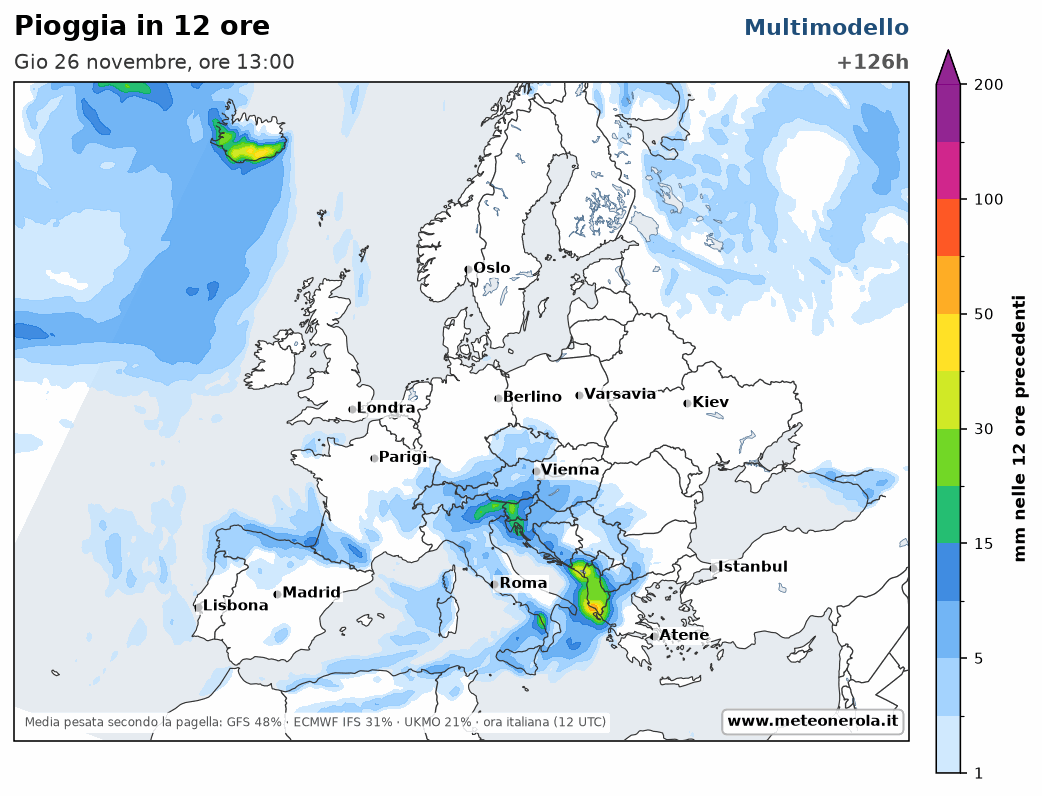 Pioggia in 12 ore
Multimodello
Gio 26 novembre, ore 13:00
+126h
200
100
50
30
15
5
1
mm nelle 12 ore precedenti
Oslo
Berlino
Varsavia
Kiev
Londra
Parigi
Vienna
Istanbul
Roma
Madrid
Lisbona
Atene
Media pesata secondo la pagella: GFS 48% · ECMWF IFS 31% · UKMO 21% · ora italiana (12 UTC)
www.meteonerola.it